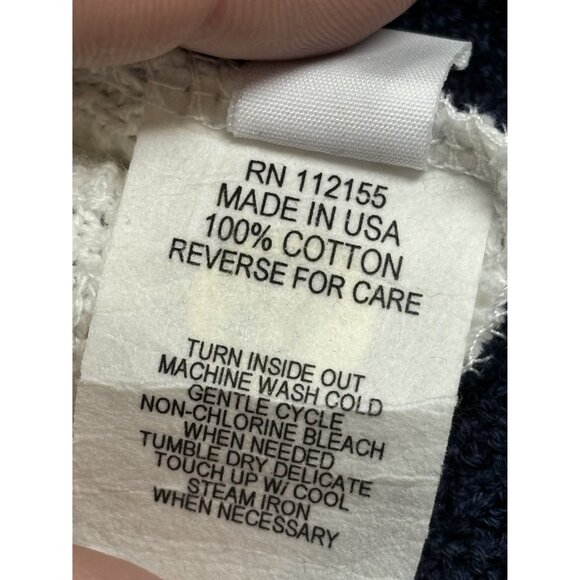 RN 112155
MADE IN USA
100% COTTON
REVERSE FOR CARE
TURN INSIDE OUT
MACHINE WASH COLD
GENTLE CYCLE
NON-CHLORINE BLEACH
WHEN NEEDED
TUMBLE DRY DELICATE
TOUCH UP W/ COOL
STEAM IRON
WHEN NECESSARY